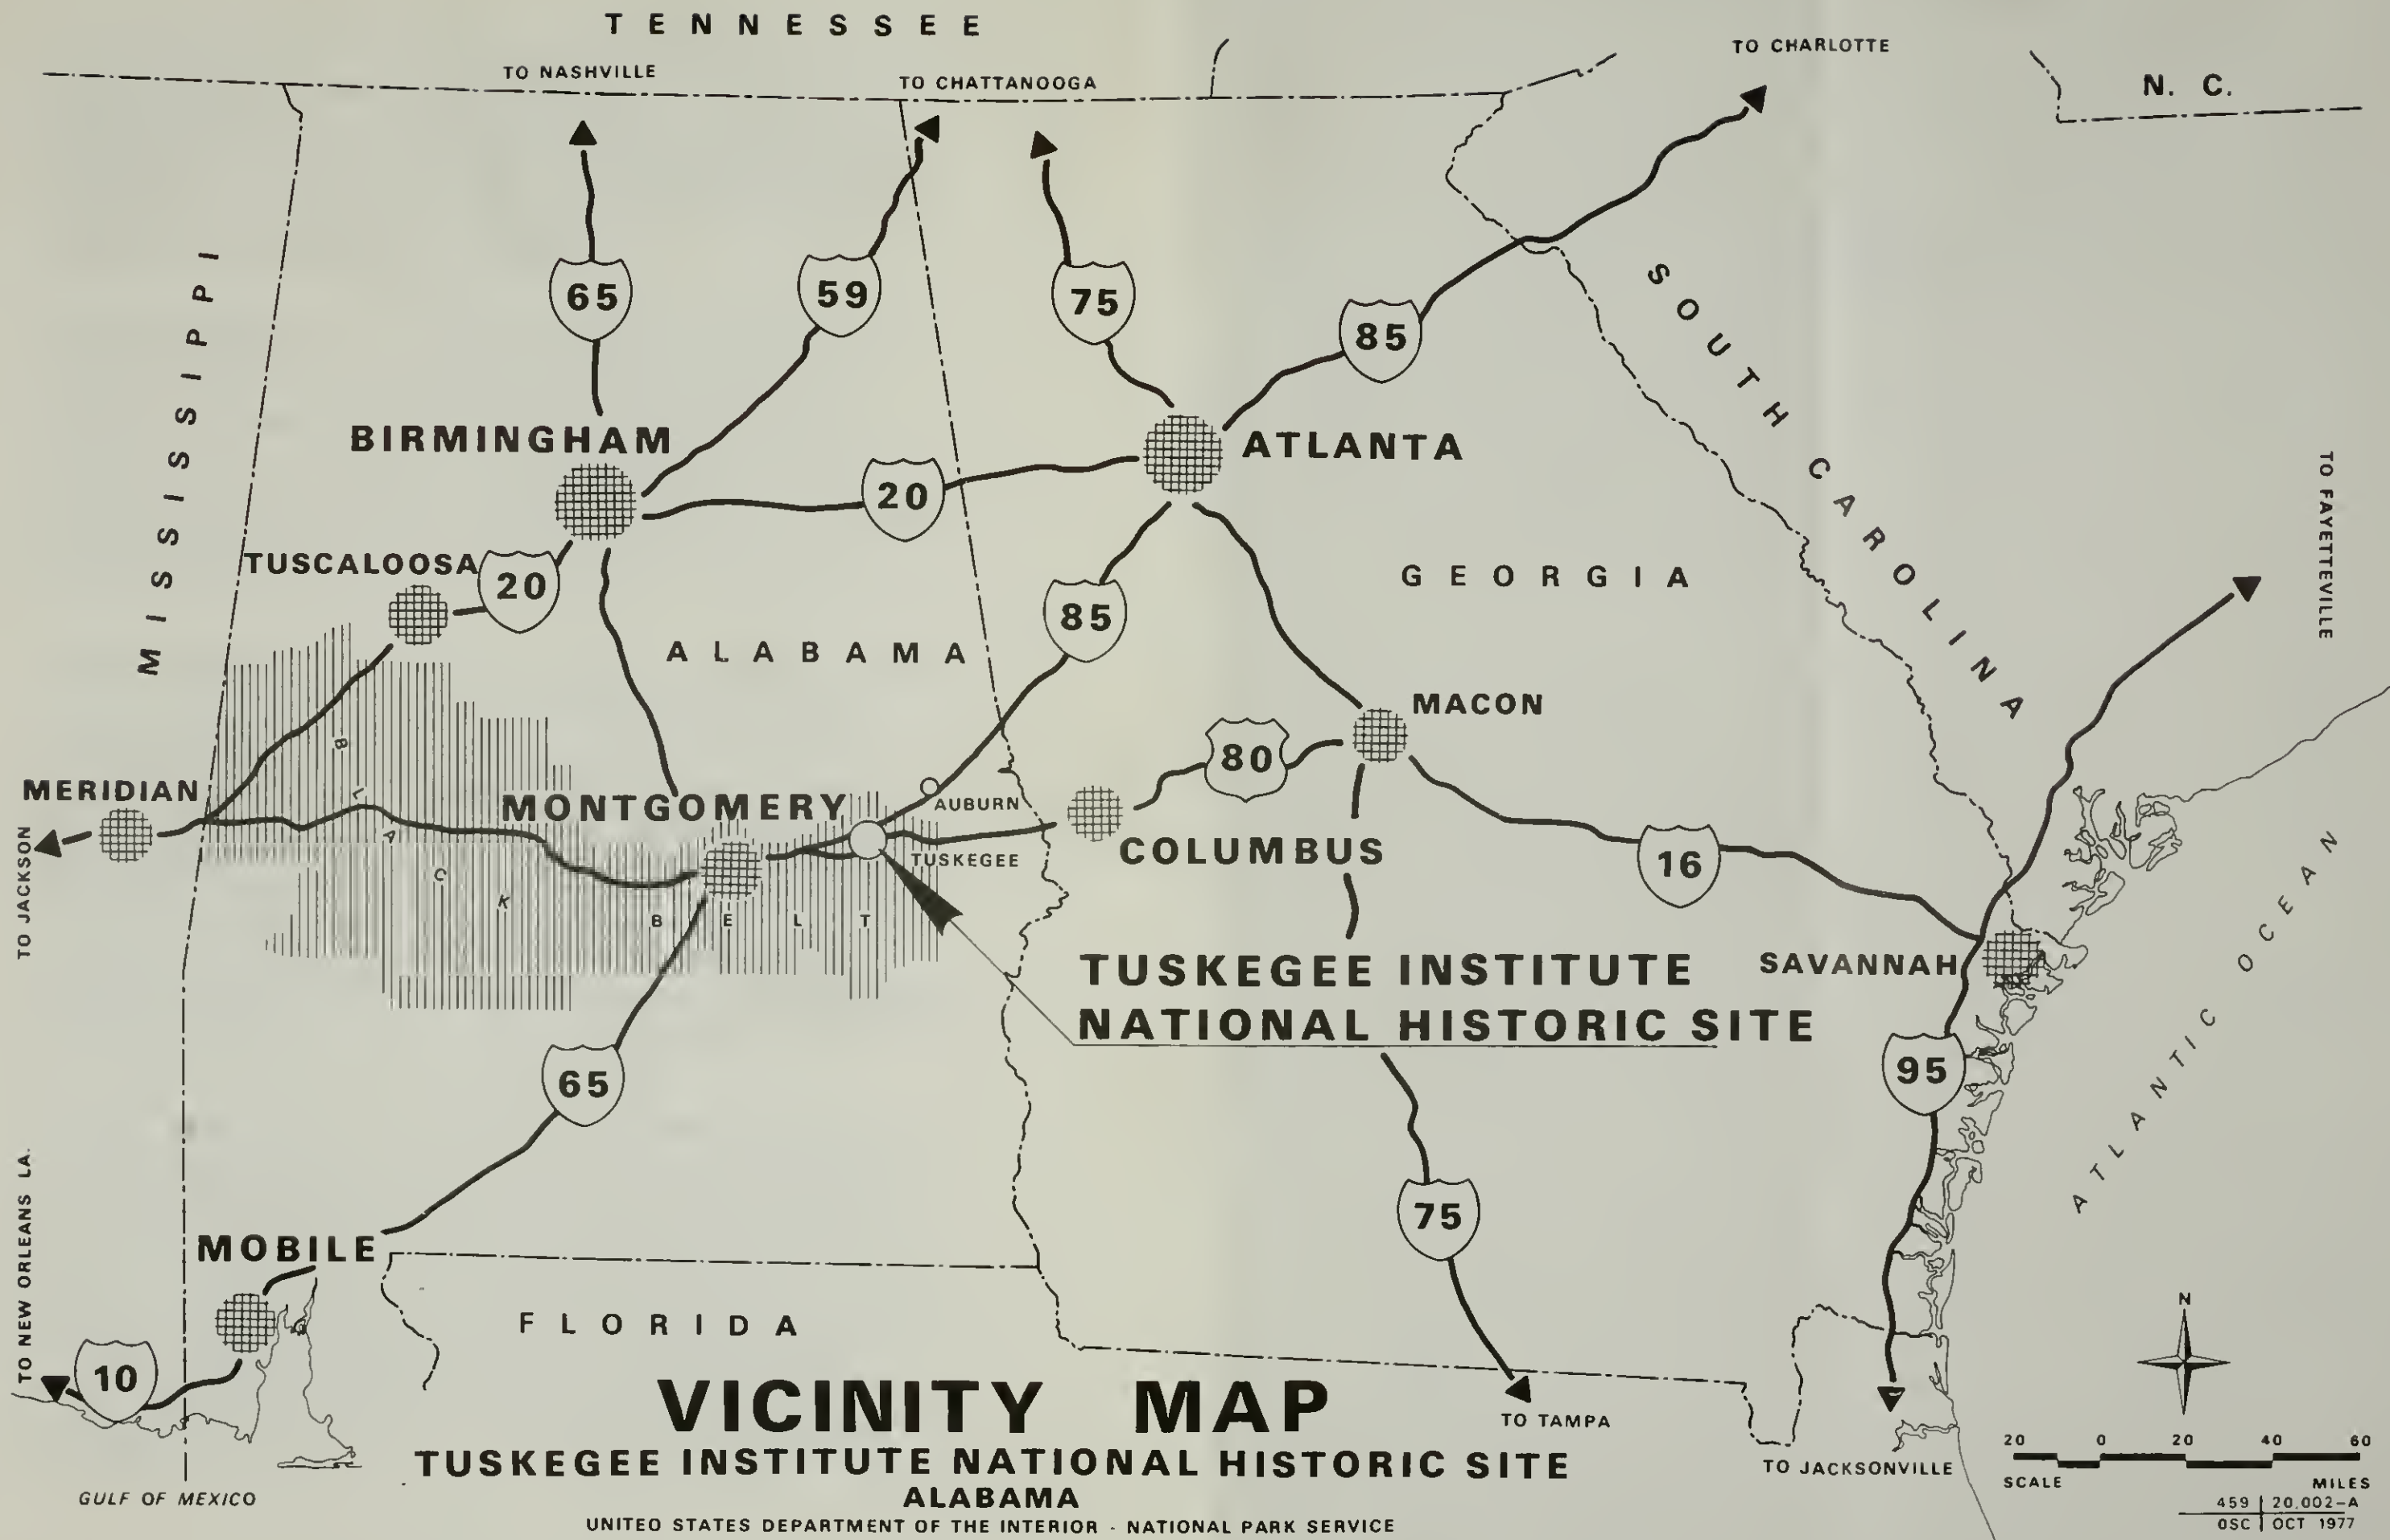 TENNESSEE
TO NASHVILLE
TO CHATTANOOGA
TO CHARLOTTE
N. C.
MISSISSIPPI
65
59
75
85
SOUTH CAROLINA
BIRMINGHAM
ATLANTA
20
TO FAYETTEVILLE
TUSCALOOSA
20
85
GEORGIA
ALABAMA
MACON
80
MERIDIAN
TO JACKSON
MONTGOMERY
AUBURN
TUSKEGEE
COLUMBUS
16
BLACK BELT
TUSKEGEE INSTITUTE
NATIONAL HISTORIC SITE
SAVANNAH
ATLANTIC OCEAN
65
95
75
TO NEW ORLEANS LA.
MOBILE
10
FLORIDA
TO TAMPA
TO JACKSONVILLE
GULF OF MEXICO
VICINITY MAP
TUSKEGEE INSTITUTE NATIONAL HISTORIC SITE
ALABAMA
UNITED STATES DEPARTMENT OF THE INTERIOR - NATIONAL PARK SERVICE
N
20 0 20 40 60
SCALE MILES
459 20,002-A
OSC OCT 1977